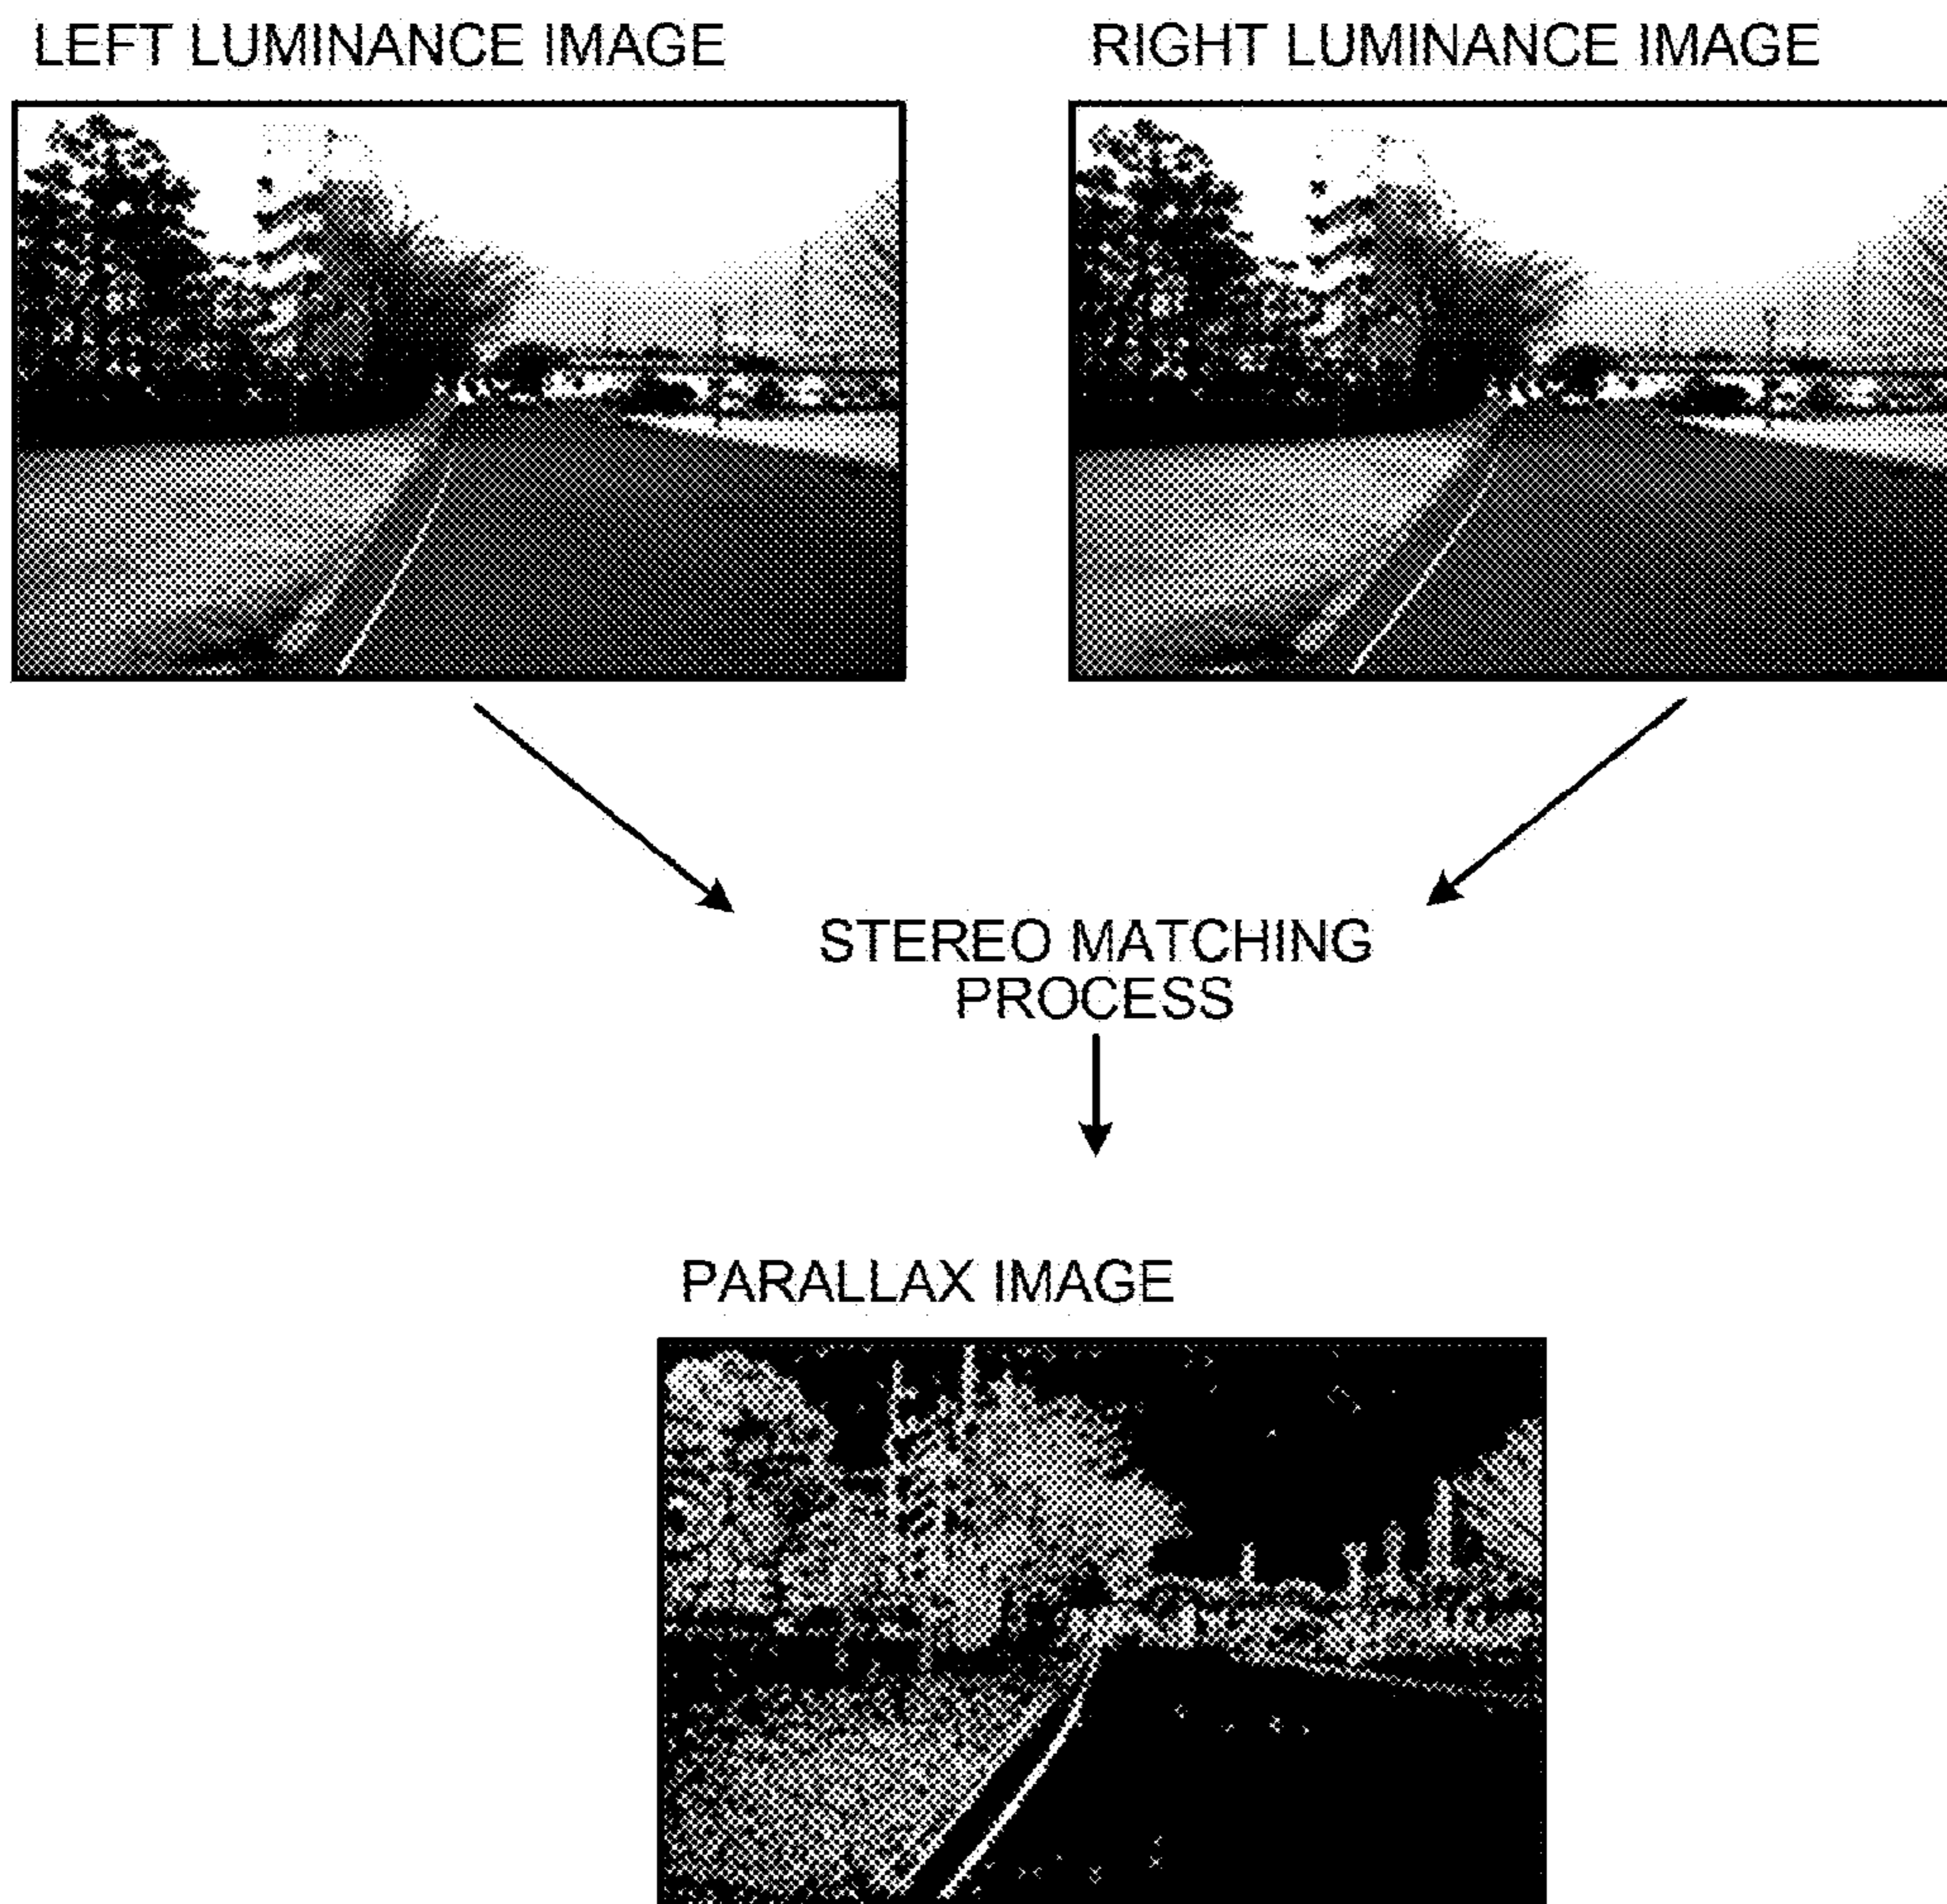 LEFT LUMINANCE IMAGE
RIGHT LUMINANCE IMAGE
STEREO MATCHING
PROCESS
PARALLAX IMAGE